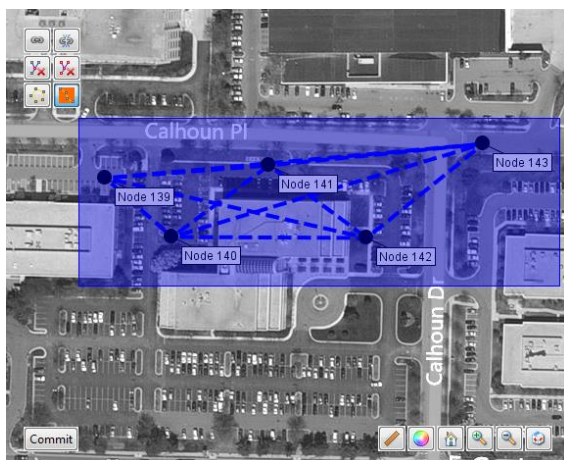 Calhoun Pl
Node 143
Node 141
Node 139
Node 140
Node 142
Calhoun Dr
Commit